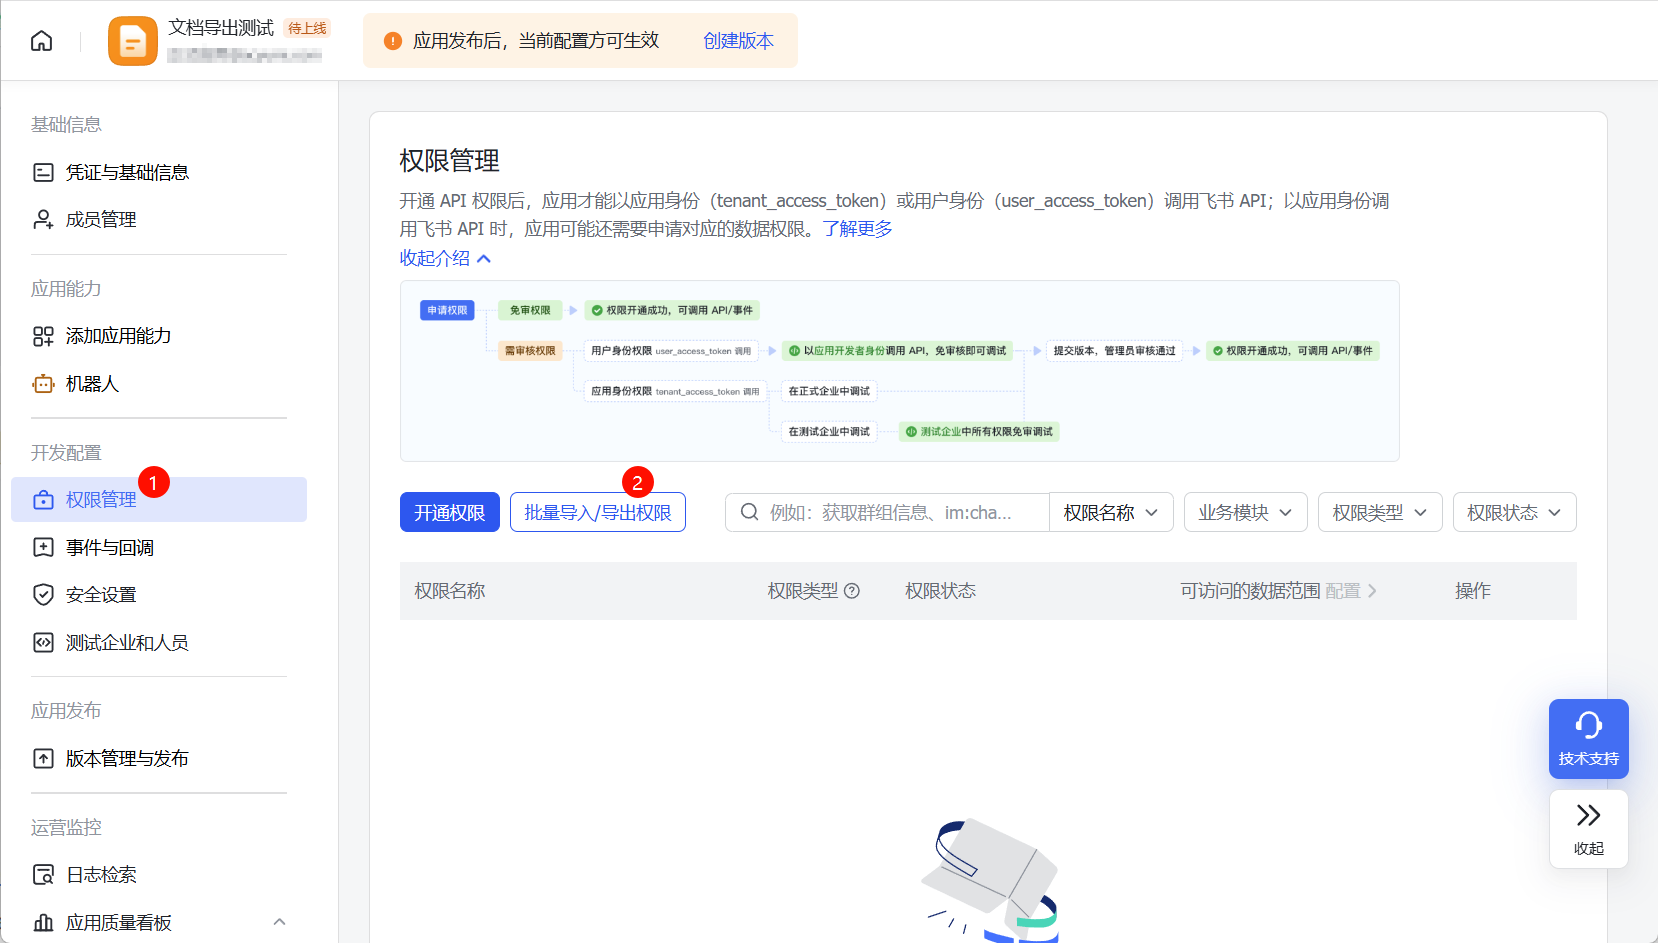 文档导出测试
待上线
应用发布后，当前配置方可生效
创建版本
基础信息
凭证与基础信息
成员管理
应用能力
添加应用能力
机器人
开发配置
权限管理
1
事件与回调
安全设置
测试企业和人员
应用发布
版本管理与发布
运营监控
日志检索
应用质量看板
权限管理
开通 API 权限后，应用才能以应用身份（tenant_access_token）或用户身份（user_access_token）调用飞书 API；以应用身份调
用飞书 API 时，应用可能还需要申请对应的数据权限。了解更多
收起介绍
申请权限
免审权限
权限开通成功，可调用 API/事件
需审核权限
用户身份权限 user_access_token 调用
以应用开发者身份调用 API，免审核即可调试
提交版本，管理员审核通过
权限开通成功，可调用 API/事件
应用身份权限 tenant_access_token 调用
在正式企业中调试
在测试企业中调试
测试企业中所有权限免审调试
2
开通权限
批量导入/导出权限
例如：获取群组信息、im:cha...
权限名称
业务模块
权限类型
权限状态
权限名称
权限类型
权限状态
可访问的数据范围 配置
操作
技术支持
收起